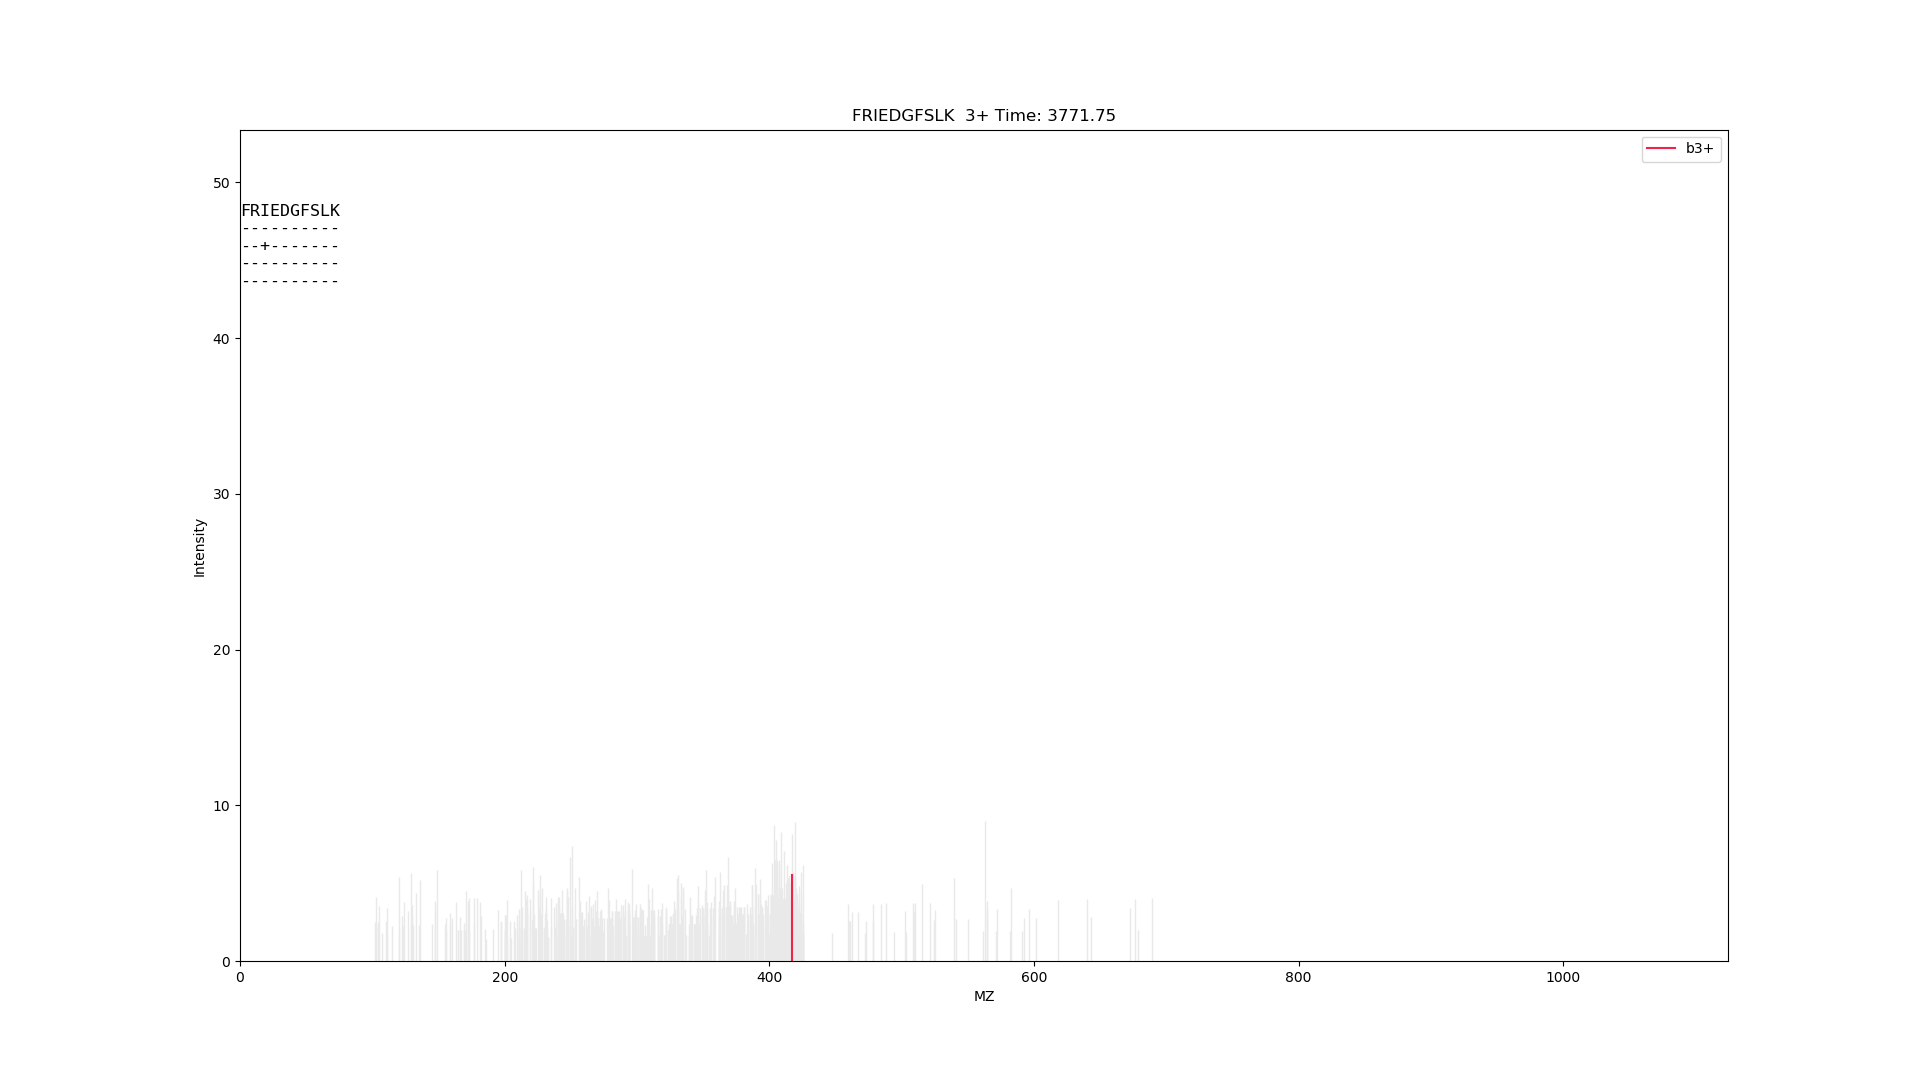 FRIEDGFSLK  3+ Time: 3771.75
b3+
50
FRIEDGFSLK
----------
--+-------
----------
----------
40
30
Intensity
20
10
0
0 200 400 600 800 1000
MZ